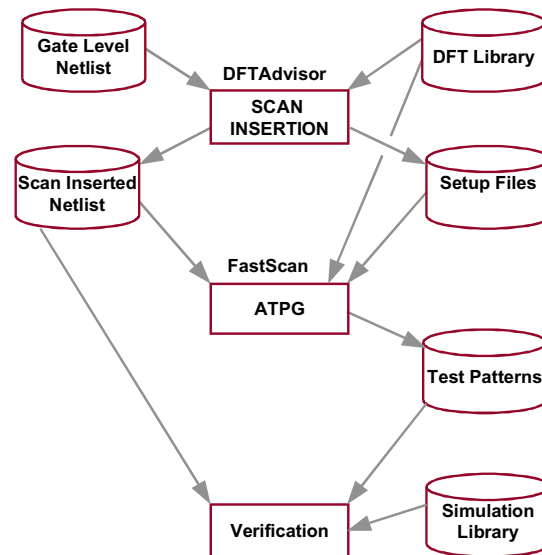 Gate Level
Netlist
DFTAdvisor
DFT Library
SCAN
INSERTION
Scan Inserted
Netlist
Setup Files
FastScan
ATPG
Test Patterns
Verification
Simulation
Library